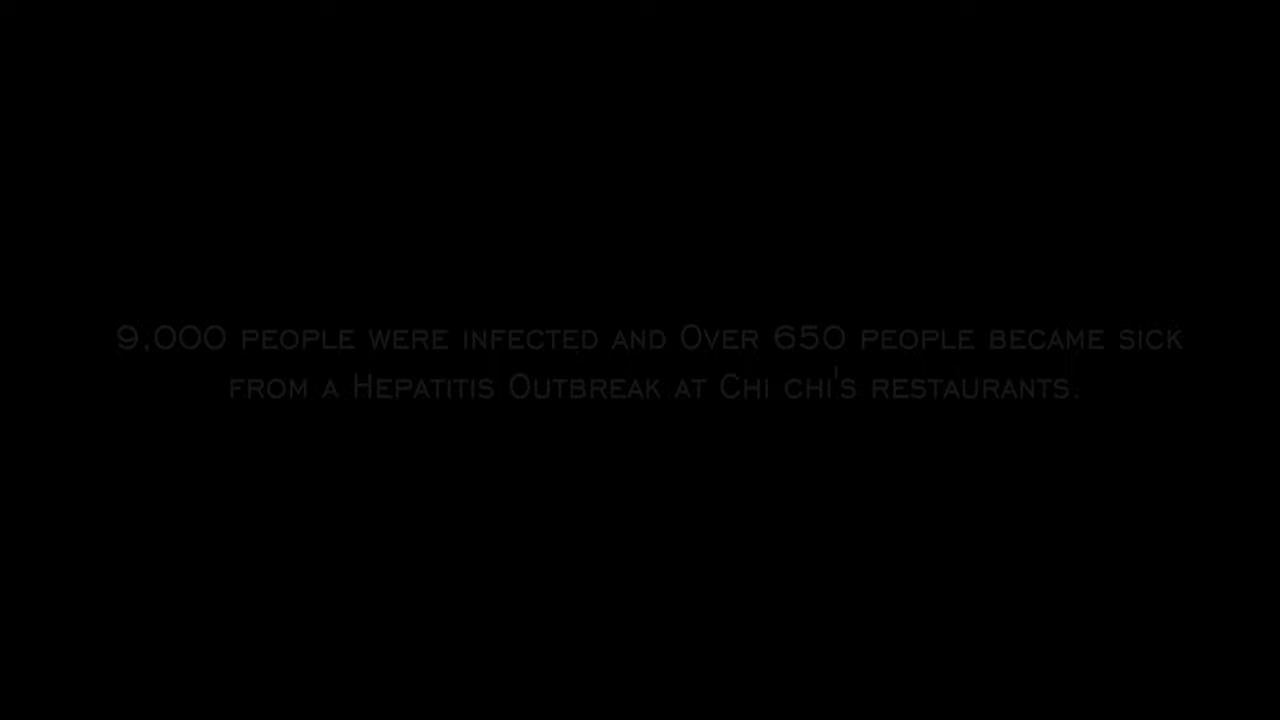 9,000 people were infected and Over 650 people became sick
from a Hepatitis Outbreak at Chi chi's restaurants.